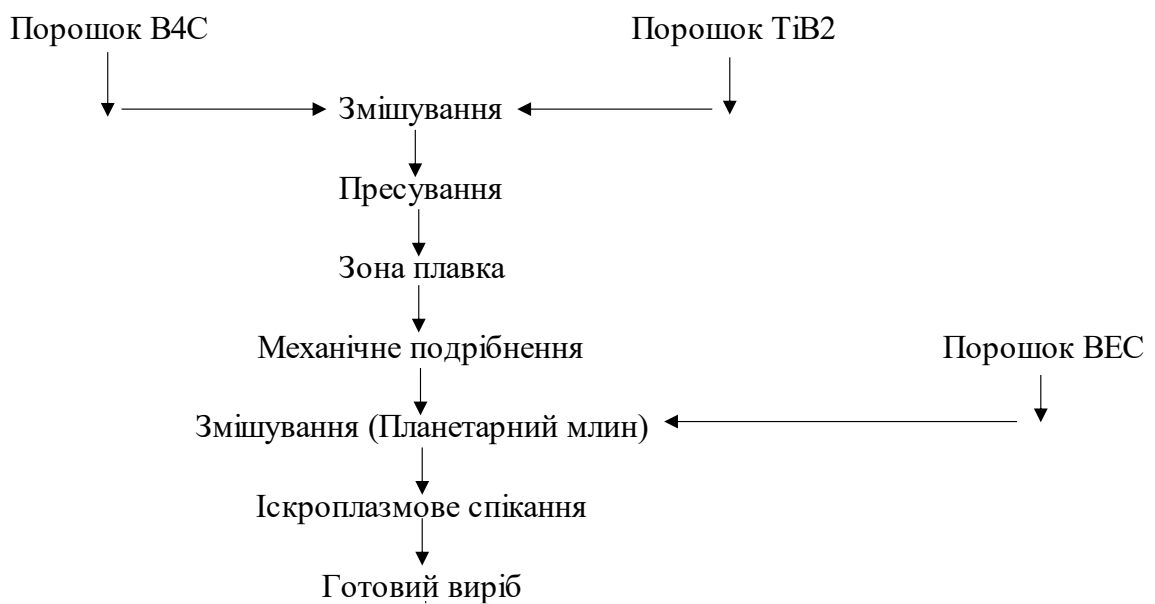 Порошок B4C
Порошок TiB2
Змішування
Пресування
Зона плавка
Механічне подрібнення
Порошок ВЕС
Змішування (Планетарний млин)
Іскроплазмове спікання
Готовий виріб